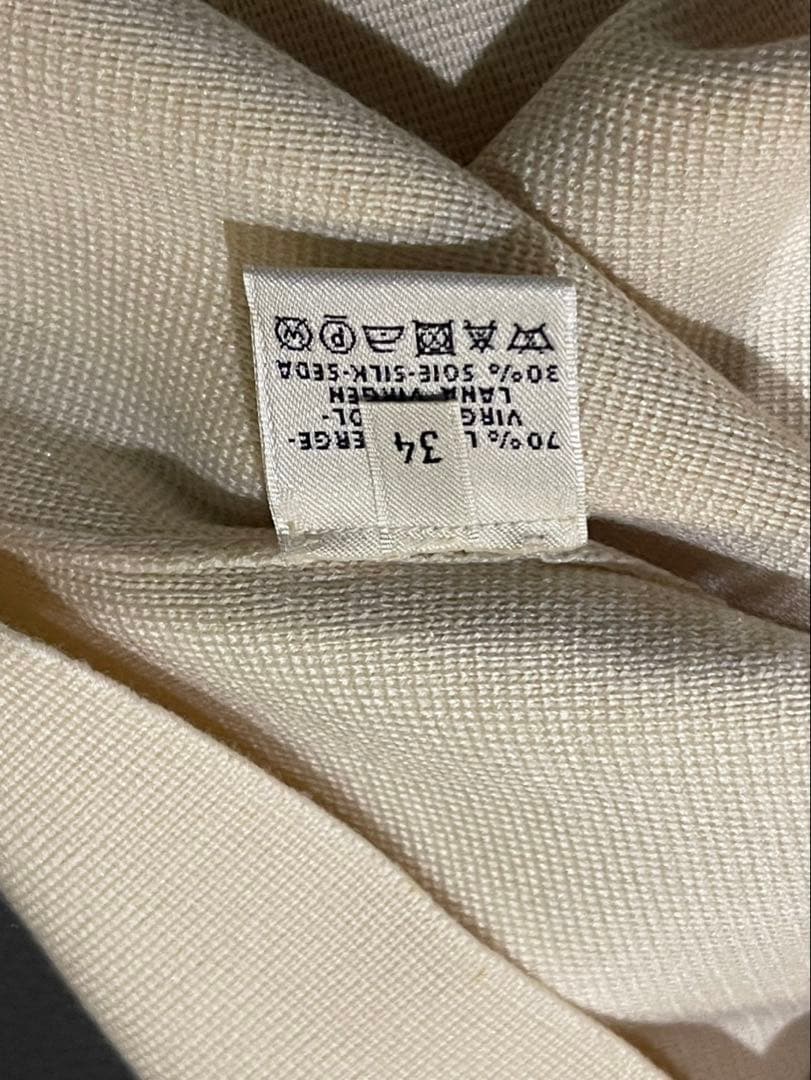 70% L ERGE-
VIRG OL-
LANA VIRGEN
30% SOIE-SILK-SEDA
34
P W